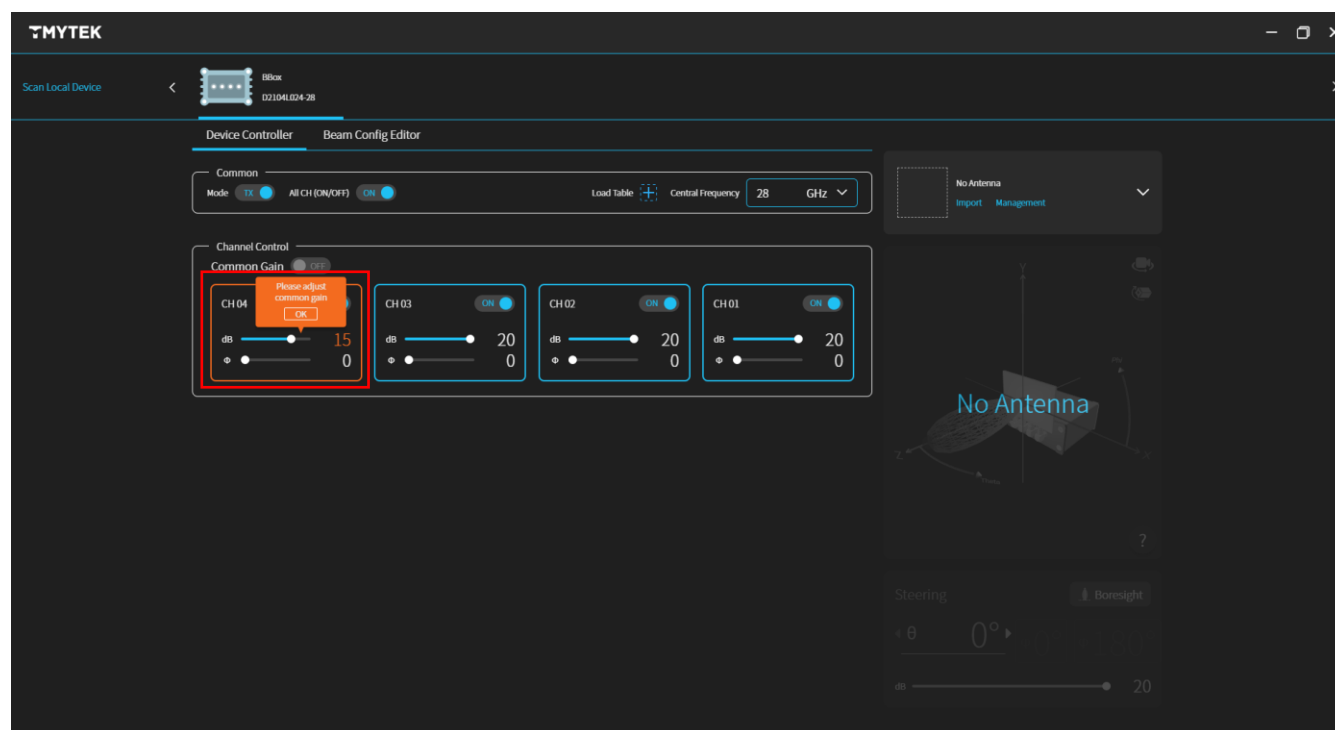 TMYTEK
Scan Local Device
BBox
D2104L024-28
Device Controller Beam Config Editor
Common
Mode TX All CH (ON/OFF) ON Load Table Central Frequency 28 GHz
No Antenna
Import Management
Channel Control
Common Gain OFF
Please adjust
common gain
OK
CH 04
dB 15
Φ 0
CH 03 ON
dB 20
Φ 0
CH 02 ON
dB 20
Φ 0
CH 01 ON
dB 20
Φ 0
Y
No Antenna
Z
X
?
Steering Boresight
θ 0°
dB 20